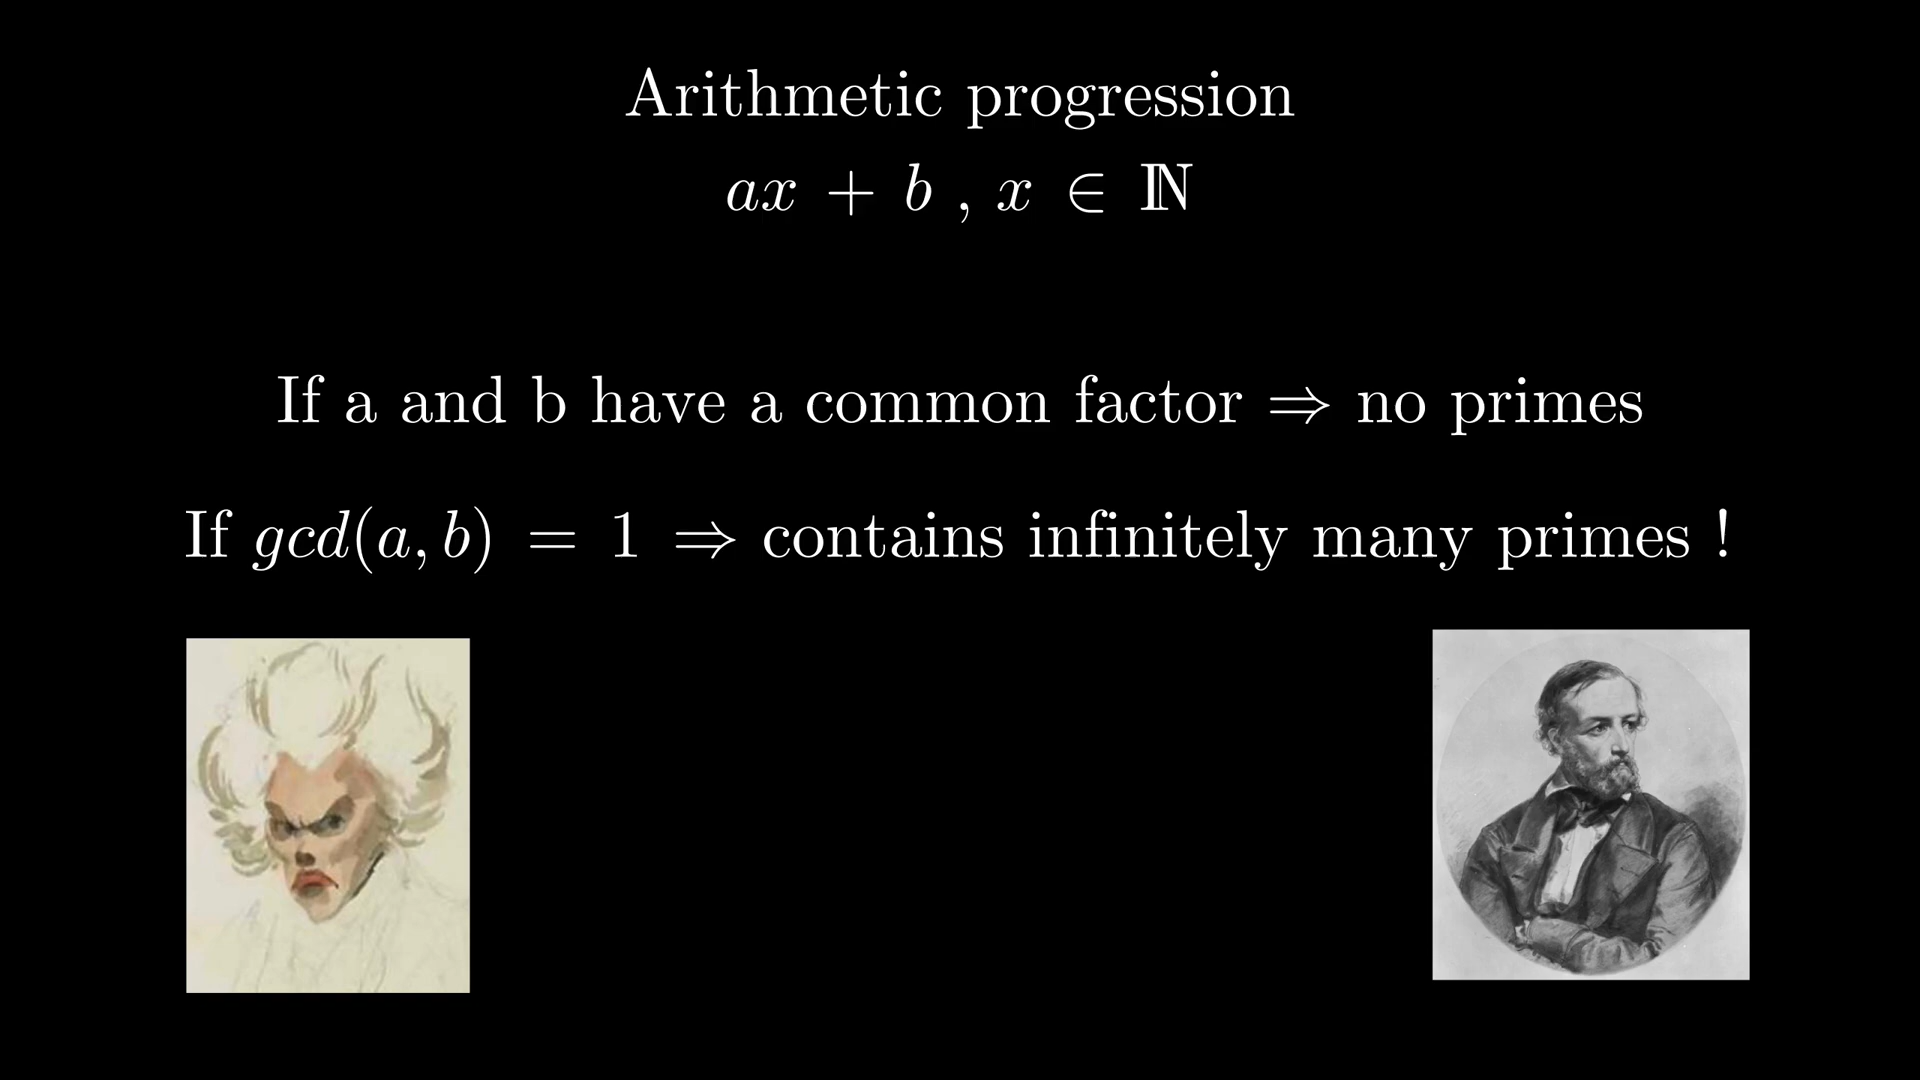 Arithmetic progression
ax + b , x ∈ ℕ
If a and b have a common factor ⇒ no primes
If gcd(a, b) = 1 ⇒ contains infinitely many primes !